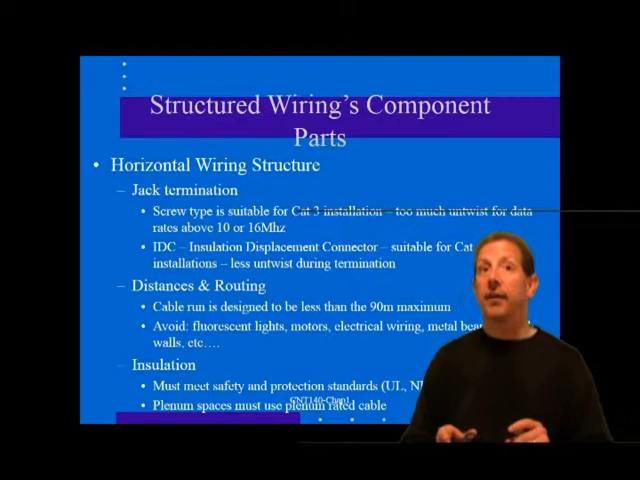 Structured Wiring's Component
Parts
• Horizontal Wiring Structure
– Jack termination
• Screw type is suitable for Cat 3 installation – too much untwist for data
rates above 10 or 16Mhz
• IDC – Insulation Displacement Connector – suitable for Cat
installations – less untwist during termination
– Distances & Routing
• Cable run is designed to be less than the 90m maximum
• Avoid: fluorescent lights, motors, electrical wiring, metal
walls, etc….
– Insulation
• Must meet safety and protection standards (UL,
• Plenum spaces must use plenum rated cable
CNT140-Chap1